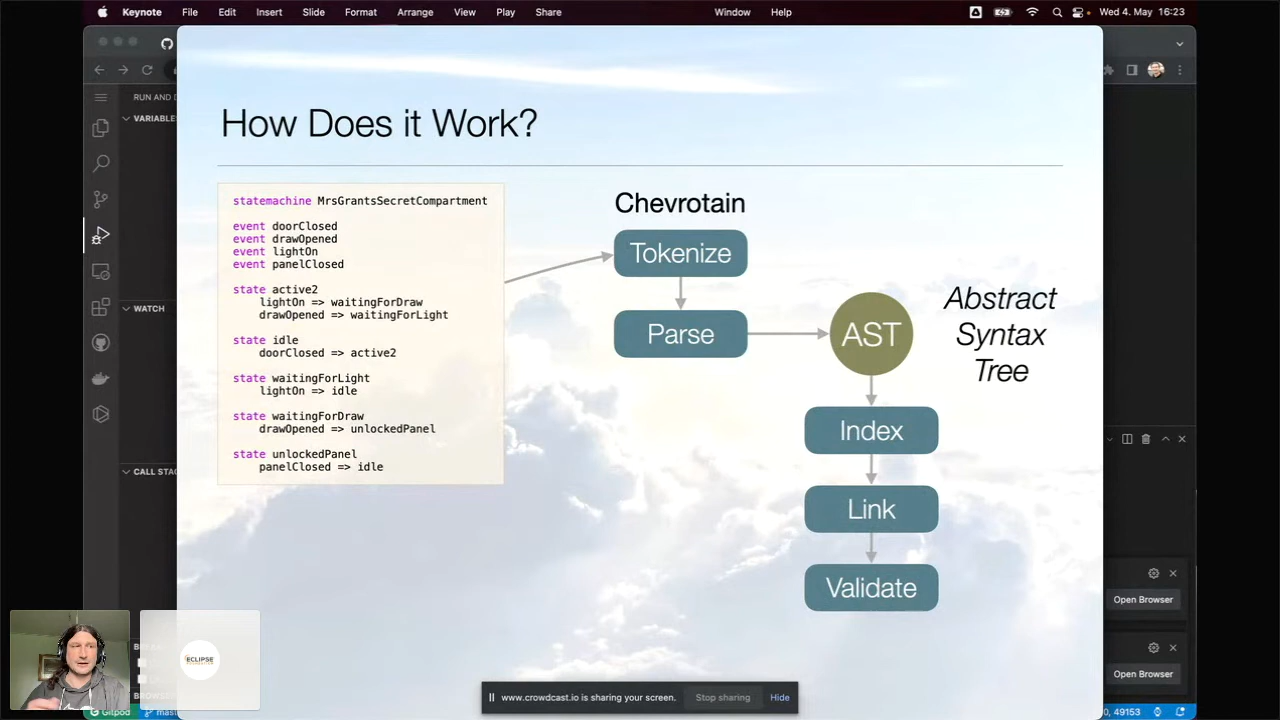 Keynote File Edit Insert Slide Format Arrange View Play Share Window Help Wed 4. May 16:23
RUN AND
VARIABLE
WATCH
CALL STAC
How Does it Work?
statemachine MrsGrantsSecretCompartment
event doorClosed
event drawOpened
event lightOn
event panelClosed
state active2
lightOn => waitingForDraw
drawOpened => waitingForLight
state idle
doorClosed => active2
state waitingForLight
lightOn => idle
state waitingForDraw
drawOpened => unlockedPanel
state unlockedPanel
panelClosed => idle
Chevrotain
Tokenize
Parse
AST
Abstract
Syntax
Tree
Index
Link
Validate
Open Browser
Open Browser
ECLIPSE
www.crowdcast.io is sharing your screen. Stop sharing Hide
BROWS
Gitpod
0, 49153